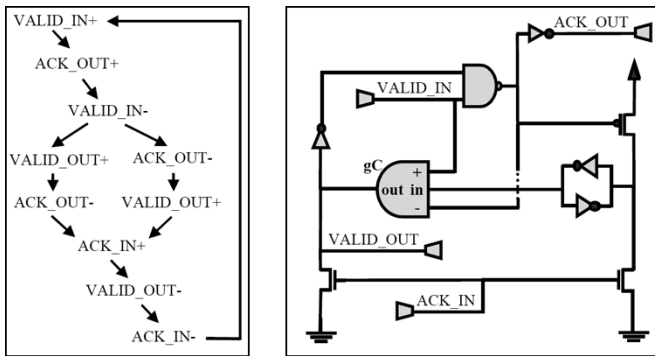 VALID_IN+
ACK_OUT+
VALID_IN-
VALID_OUT+ ACK_OUT-
ACK_OUT- VALID_OUT+
ACK_IN+
VALID_OUT-
ACK_IN-
ACK_OUT
VALID_IN
gC
+
out in
-
VALID_OUT
ACK_IN